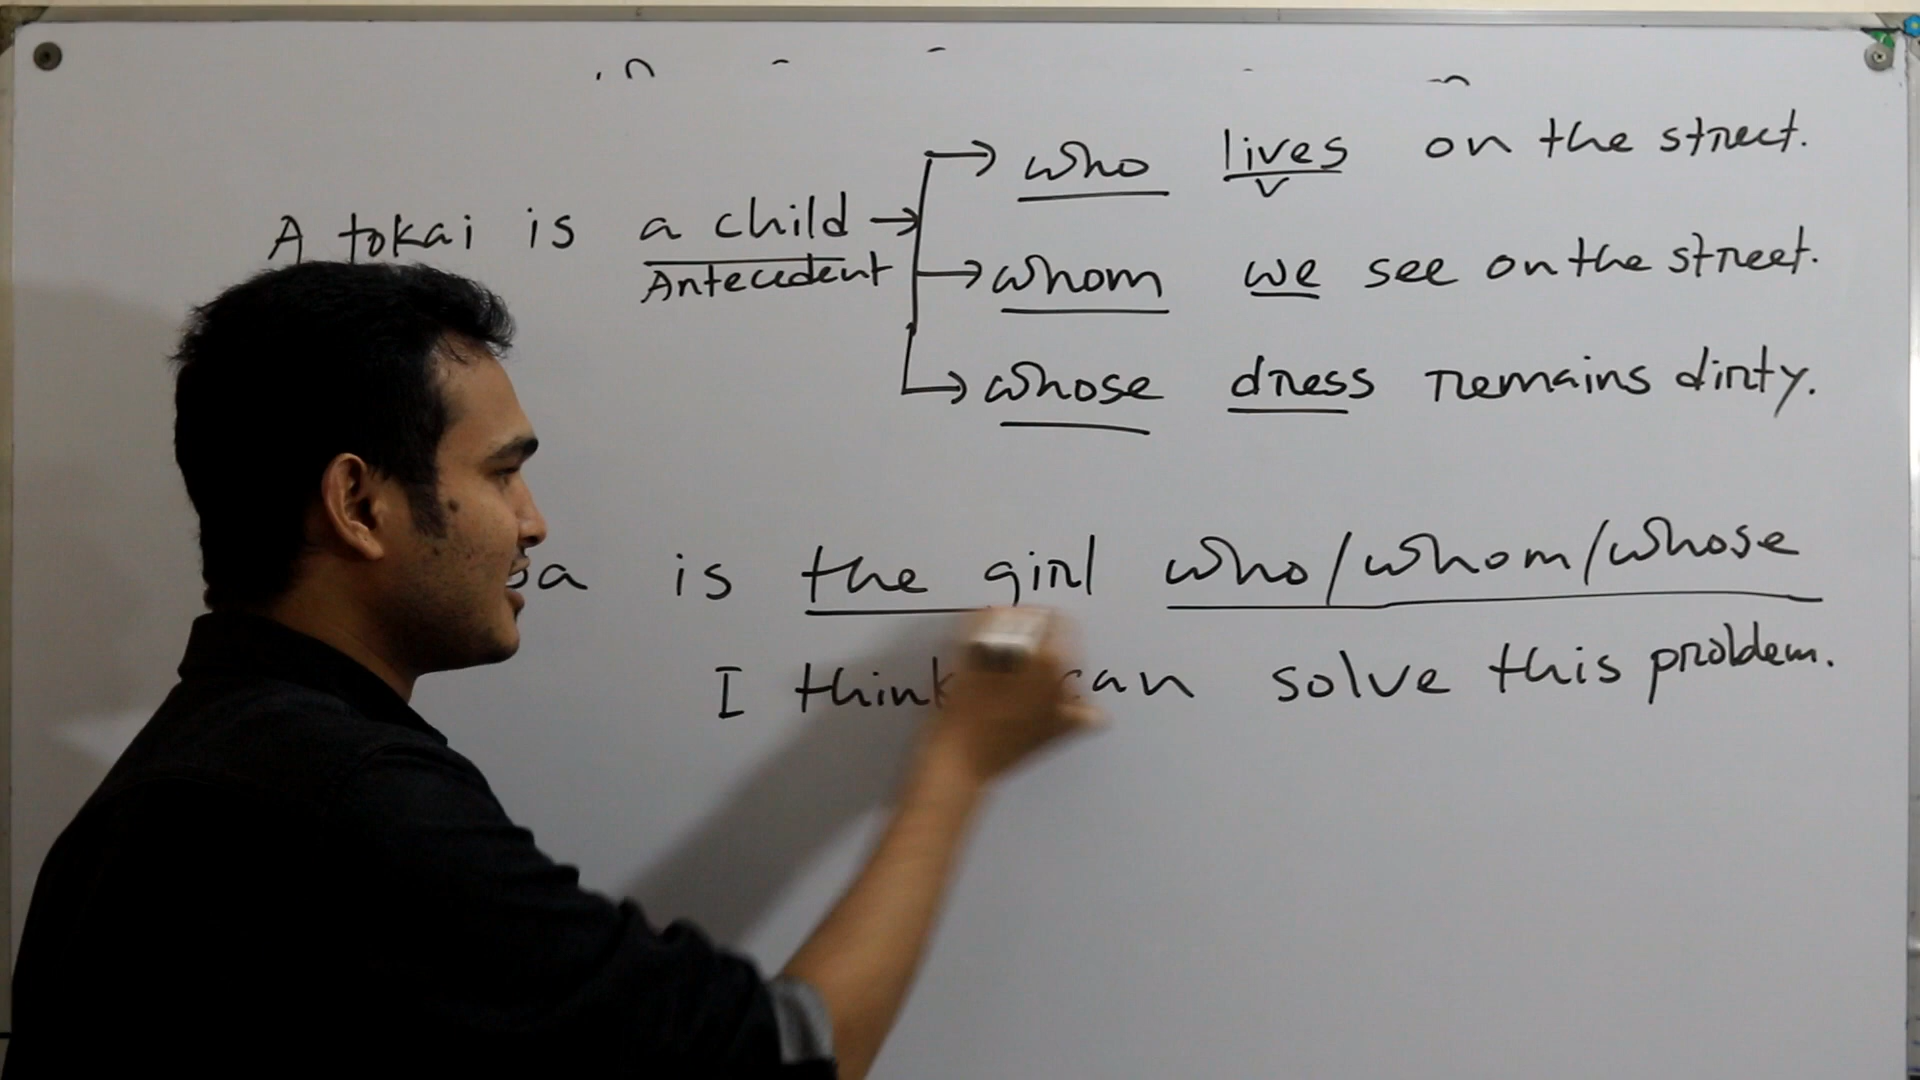 who lives on the street.
v
A tokai is a child
Antecedent
whom we see on the street.
whose dress remains dirty.
is the girl who/whom/whose
I think can solve this problem.